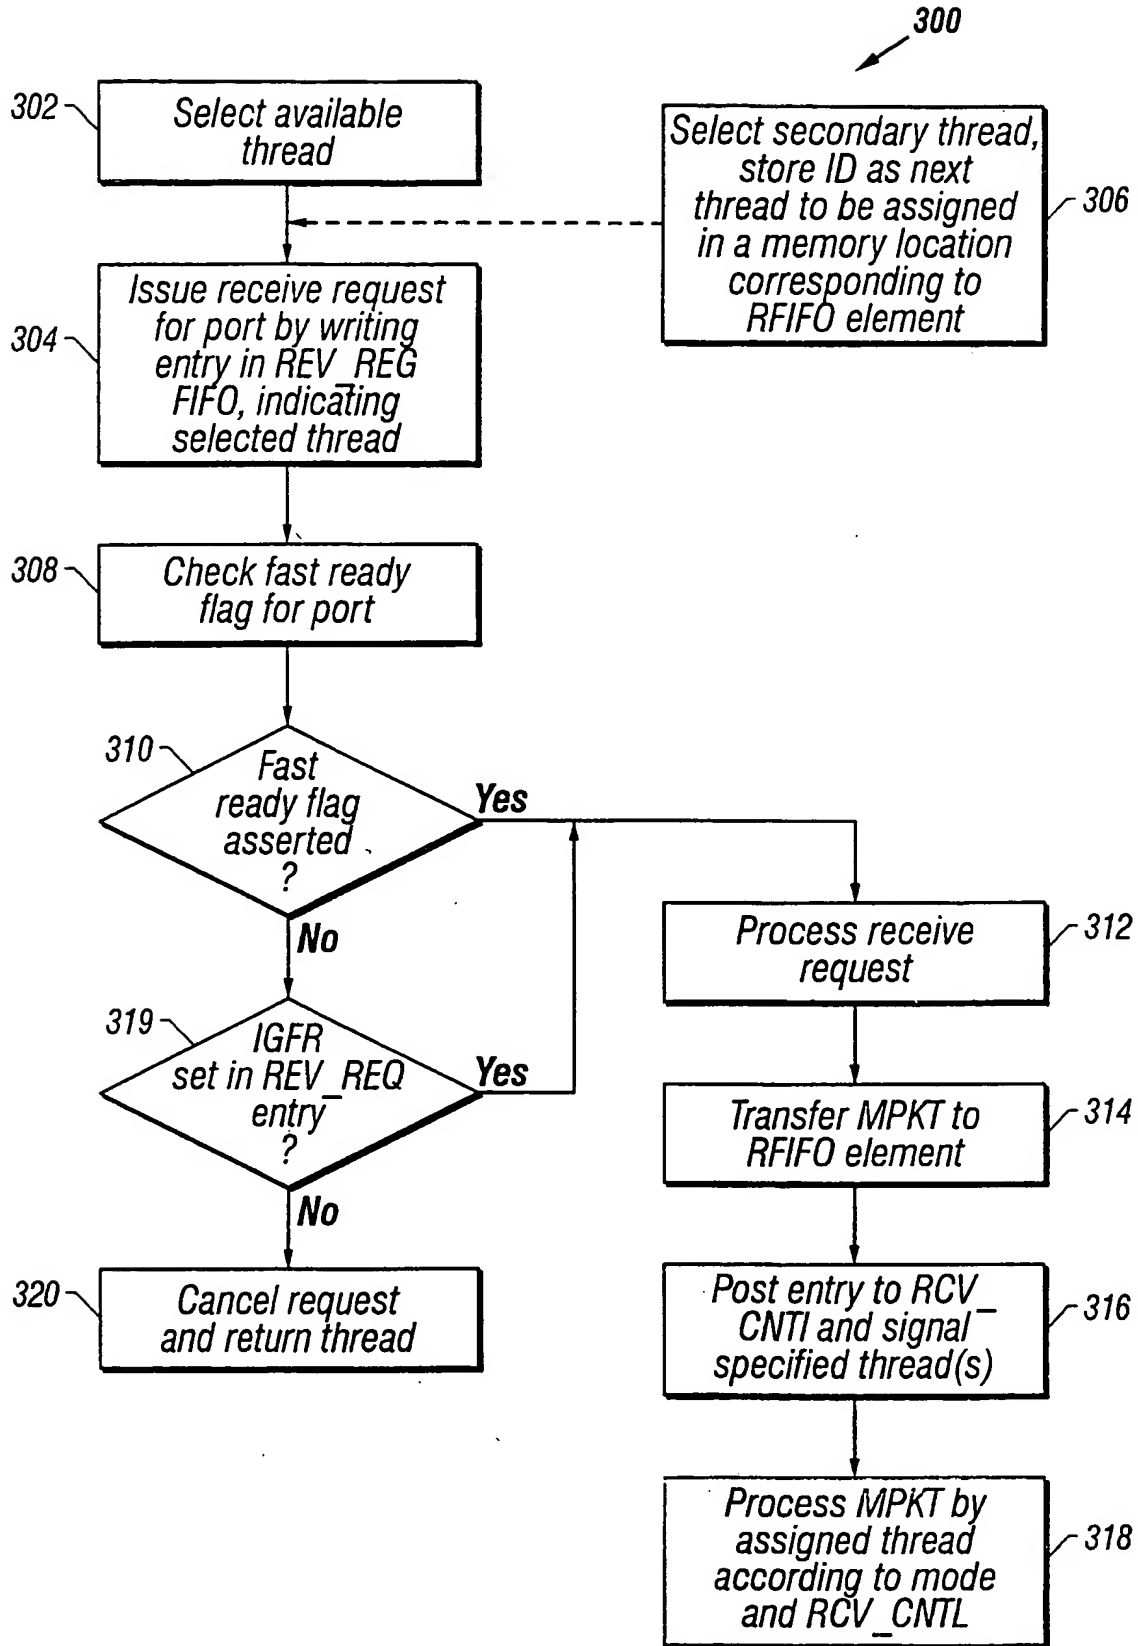 300
302
Select available
thread
Select secondary thread,
store ID as next
thread to be assigned
in a memory location
corresponding to
RFIFO element
306
304
Issue receive request
for port by writing
entry in REV_REG
FIFO, indicating
selected thread
308
Check fast ready
flag for port
310
Fast
ready flag
asserted
?
Yes
No
312
Process receive
request
319
IGFR
set in REV_REQ
entry
?
Yes
No
314
Transfer MPKT to
RFIFO element
320
Cancel request
and return thread
316
Post entry to RCV_
CNTI and signal
specified thread(s)
318
Process MPKT by
assigned thread
according to mode
and RCV_CNTL